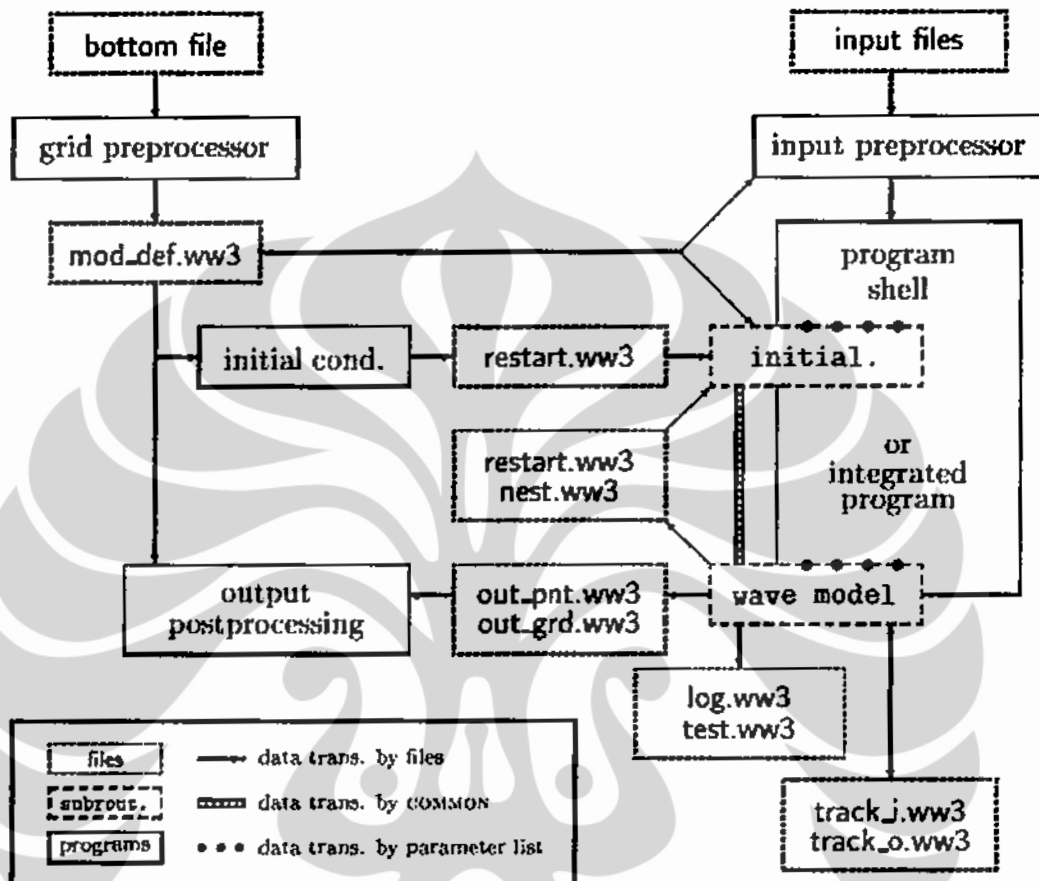 bottom file
input files
grid preprocessor
input preprocessor
mod_def.ww3
program
shell
initial cond.
restart.ww3
initial.
restart.ww3
nest.ww3
or
integrated
program
output
postprocessing
out_pnt.ww3
out_grd.ww3
wave model
log.ww3
test.ww3
files
data trans. by files
subrout.
data trans. by COMMON
programs
data trans. by parameter list
track_i.ww3
track_o.ww3